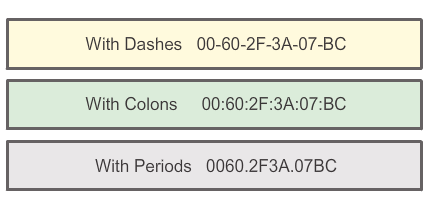 With Dashes 00-60-2F-3A-07-BC
With Colons 00:60:2F:3A:07:BC
With Periods 0060.2F3A.07BC